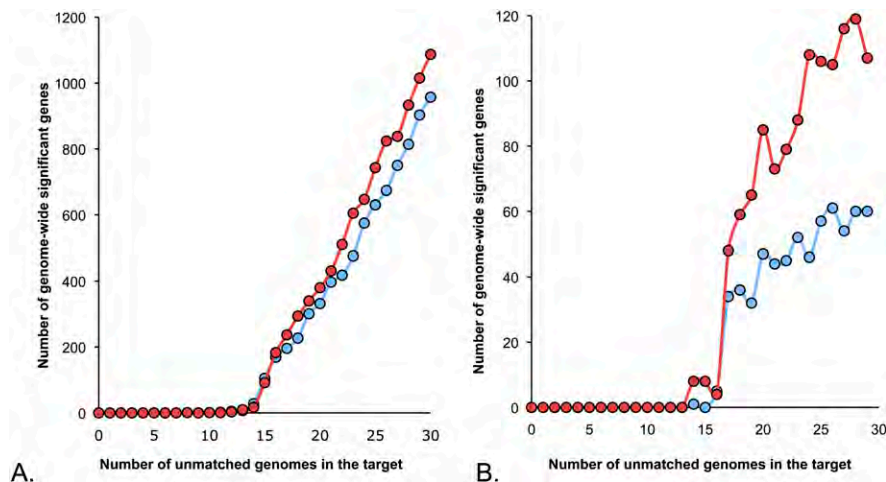 1200
1000
800
600
400
200
0
0 5 10 15 20 25 30
Number of genome-wide significant genes
Number of unmatched genomes in the target
A.
120
100
80
60
40
20
0
0 5 10 15 20 25 30
Number of genome-wide significant genes
Number of unmatched genomes in the target
B.